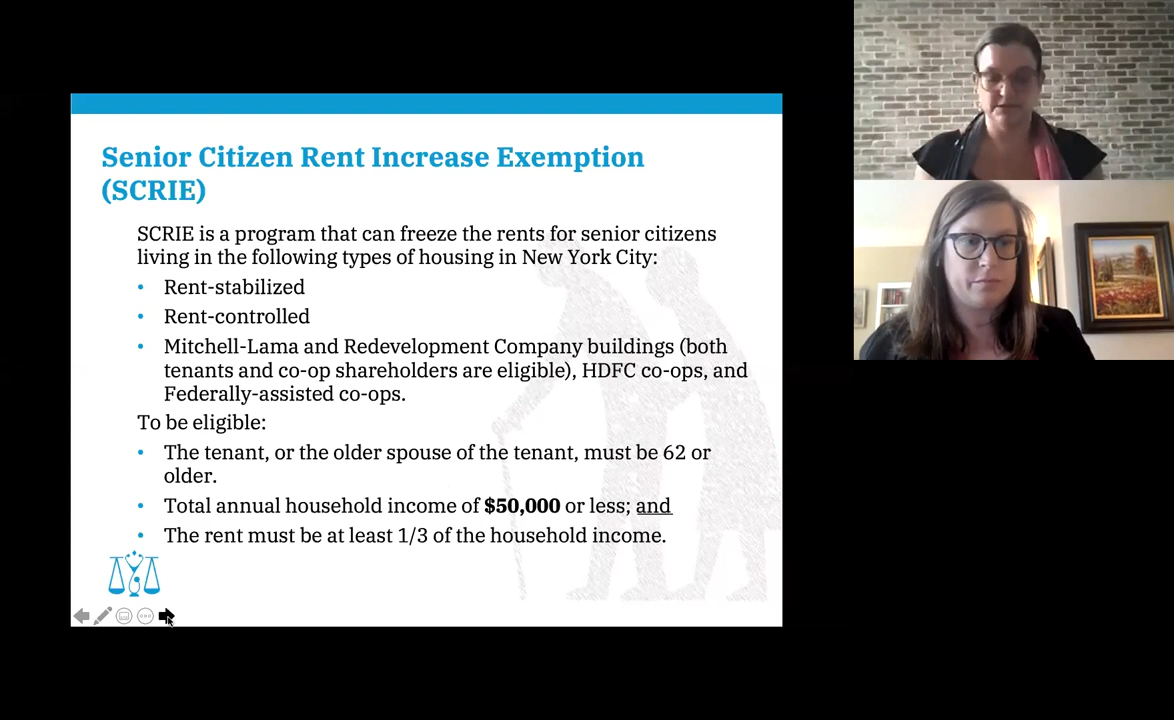 Senior Citizen Rent Increase Exemption
(SCRIE)
SCRIE is a program that can freeze the rents for senior citizens
living in the following types of housing in New York City:
• Rent-stabilized
• Rent-controlled
• Mitchell-Lama and Redevelopment Company buildings (both
tenants and co-op shareholders are eligible), HDFC co-ops, and
Federally-assisted co-ops.
To be eligible:
• The tenant, or the older spouse of the tenant, must be 62 or
older.
• Total annual household income of $50,000 or less; and
• The rent must be at least 1/3 of the household income.